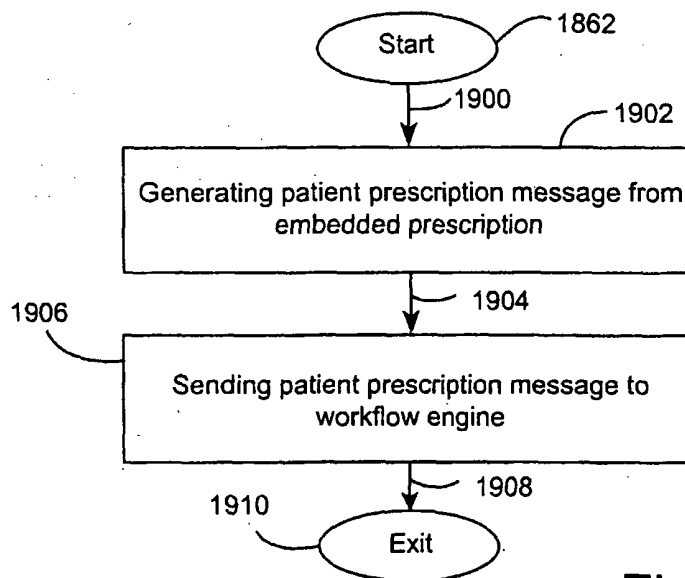 Start
1862
1900
1902
Generating patient prescription message from
embedded prescription
1904
1906
Sending patient prescription message to
workflow engine
1908
1910
Exit